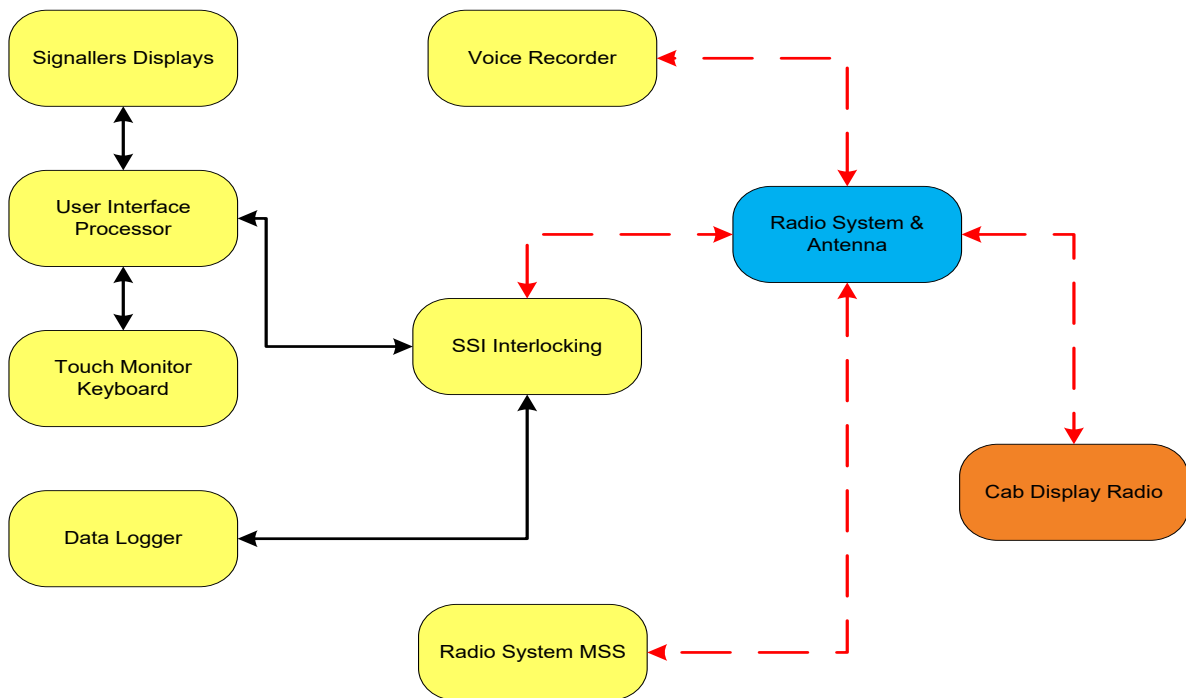 Signallers Displays
Voice Recorder
User Interface
Processor
Radio System &
Antenna
SSI Interlocking
Touch Monitor
Keyboard
Cab Display Radio
Data Logger
Radio System MSS